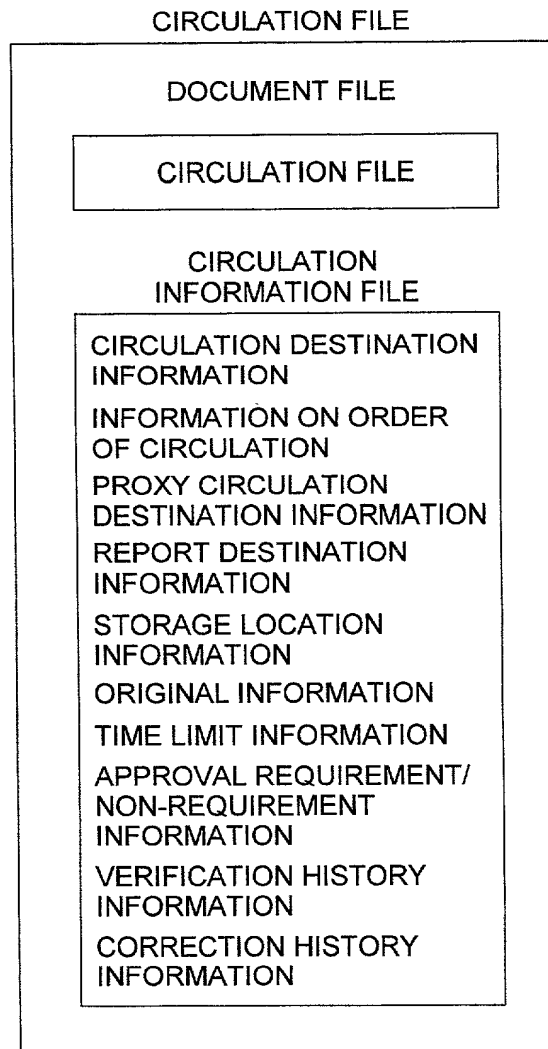 CIRCULATION FILE
DOCUMENT FILE
CIRCULATION FILE
CIRCULATION
INFORMATION FILE
CIRCULATION DESTINATION
INFORMATION
INFORMATION ON ORDER
OF CIRCULATION
PROXY CIRCULATION
DESTINATION INFORMATION
REPORT DESTINATION
INFORMATION
STORAGE LOCATION
INFORMATION
ORIGINAL INFORMATION
TIME LIMIT INFORMATION
APPROVAL REQUIREMENT/
NON-REQUIREMENT
INFORMATION
VERIFICATION HISTORY
INFORMATION
CORRECTION HISTORY
INFORMATION